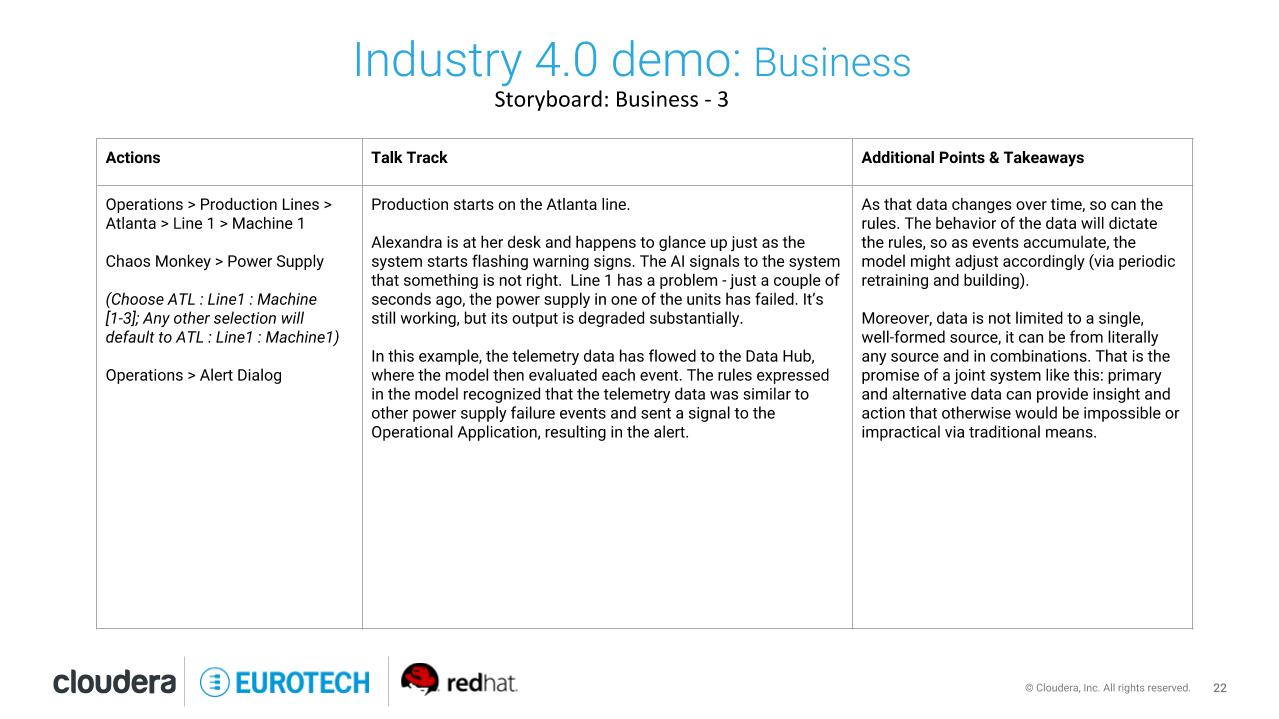 Industry 4.0 demo: Business
Storyboard: Business - 3
Actions
Talk Track
Additional Points & Takeaways
Operations > Production Lines >
Atlanta > Line 1 > Machine 1
Chaos Monkey > Power Supply
(Choose ATL : Line1 : Machine
[1-3]; Any other selection will
default to ATL : Line1 : Machine1)
Operations > Alert Dialog
Production starts on the Atlanta line.
Alexandra is at her desk and happens to glance up just as the
system starts flashing warning signs. The AI signals to the system
that something is not right.  Line 1 has a problem - just a couple of
seconds ago, the power supply in one of the units has failed. It’s
still working, but its output is degraded substantially.
In this example, the telemetry data has flowed to the Data Hub,
where the model then evaluated each event. The rules expressed
in the model recognized that the telemetry data was similar to
other power supply failure events and sent a signal to the
Operational Application, resulting in the alert.
As that data changes over time, so can the
rules. The behavior of the data will dictate
the rules, so as events accumulate, the
model might adjust accordingly (via periodic
retraining and building).
Moreover, data is not limited to a single,
well-formed source, it can be from literally
any source and in combinations. That is the
promise of a joint system like this: primary
and alternative data can provide insight and
action that otherwise would be impossible or
impractical via traditional means.
cloudera
EUROTECH
redhat.
© Cloudera, Inc. All rights reserved.
22